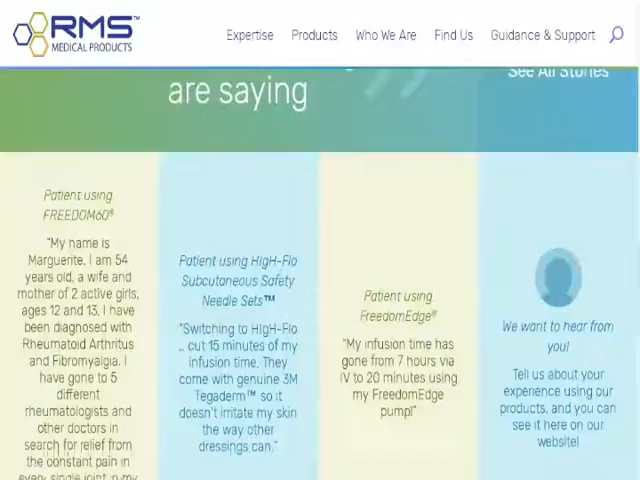 RMS™
MEDICAL PRODUCTS
Expertise
Products
Who We Are
Find Us
Guidance & Support
are saying
See All Stories
Patient using
FREEDOM60®
"My name is
Marguerite. I am 54
years old, a wife and
mother of 2 active girls,
ages 12 and 13. I have
been diagnosed with
Rheumatoid Arthritus
and Fibromyalgia. I
have gone to 5
different
rheumatologists and
other doctors in
search for relief from
the constant pain in
every single joint in my
Patient using HIgH-Flo
Subcutaneous Safety
Needle Sets™
"Switching to HIgH-Flo
... cut 15 minutes of my
infusion time. They
come with genuine 3M
Tegaderm™ so it
doesn't irritate my skin
the way other
dressings can."
Patient using
FreedomEdge®
"My infusion time has
gone from 7 hours via
IV to 20 minutes using
my FreedomEdge
pump!"
We want to hear from
you!
Tell us about your
experience using our
products, and you can
see it here on our
website!